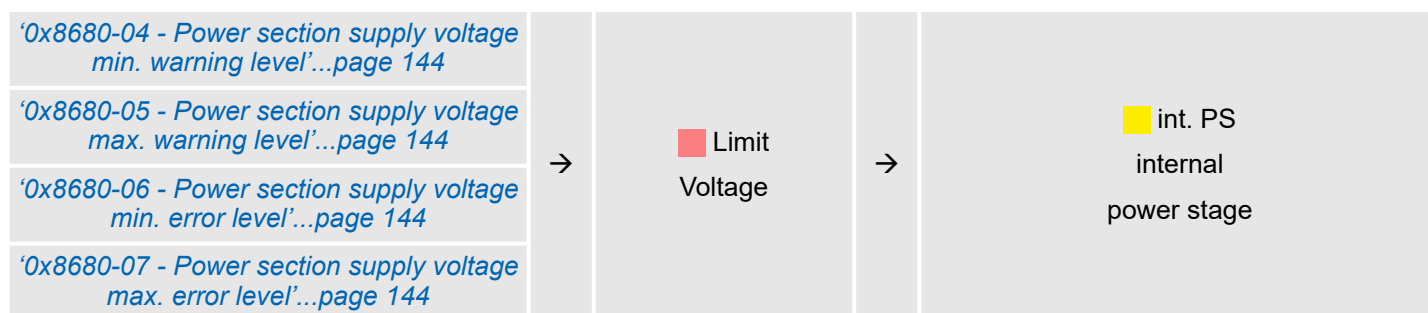 ‘0x8680-04 - Power section supply voltage
min. warning level’...page 144
‘0x8680-05 - Power section supply voltage
max. warning level’...page 144
‘0x8680-06 - Power section supply voltage
min. error level’...page 144
‘0x8680-07 - Power section supply voltage
max. error level’...page 144
→
Limit
Voltage
→
int. PS
internal
power stage